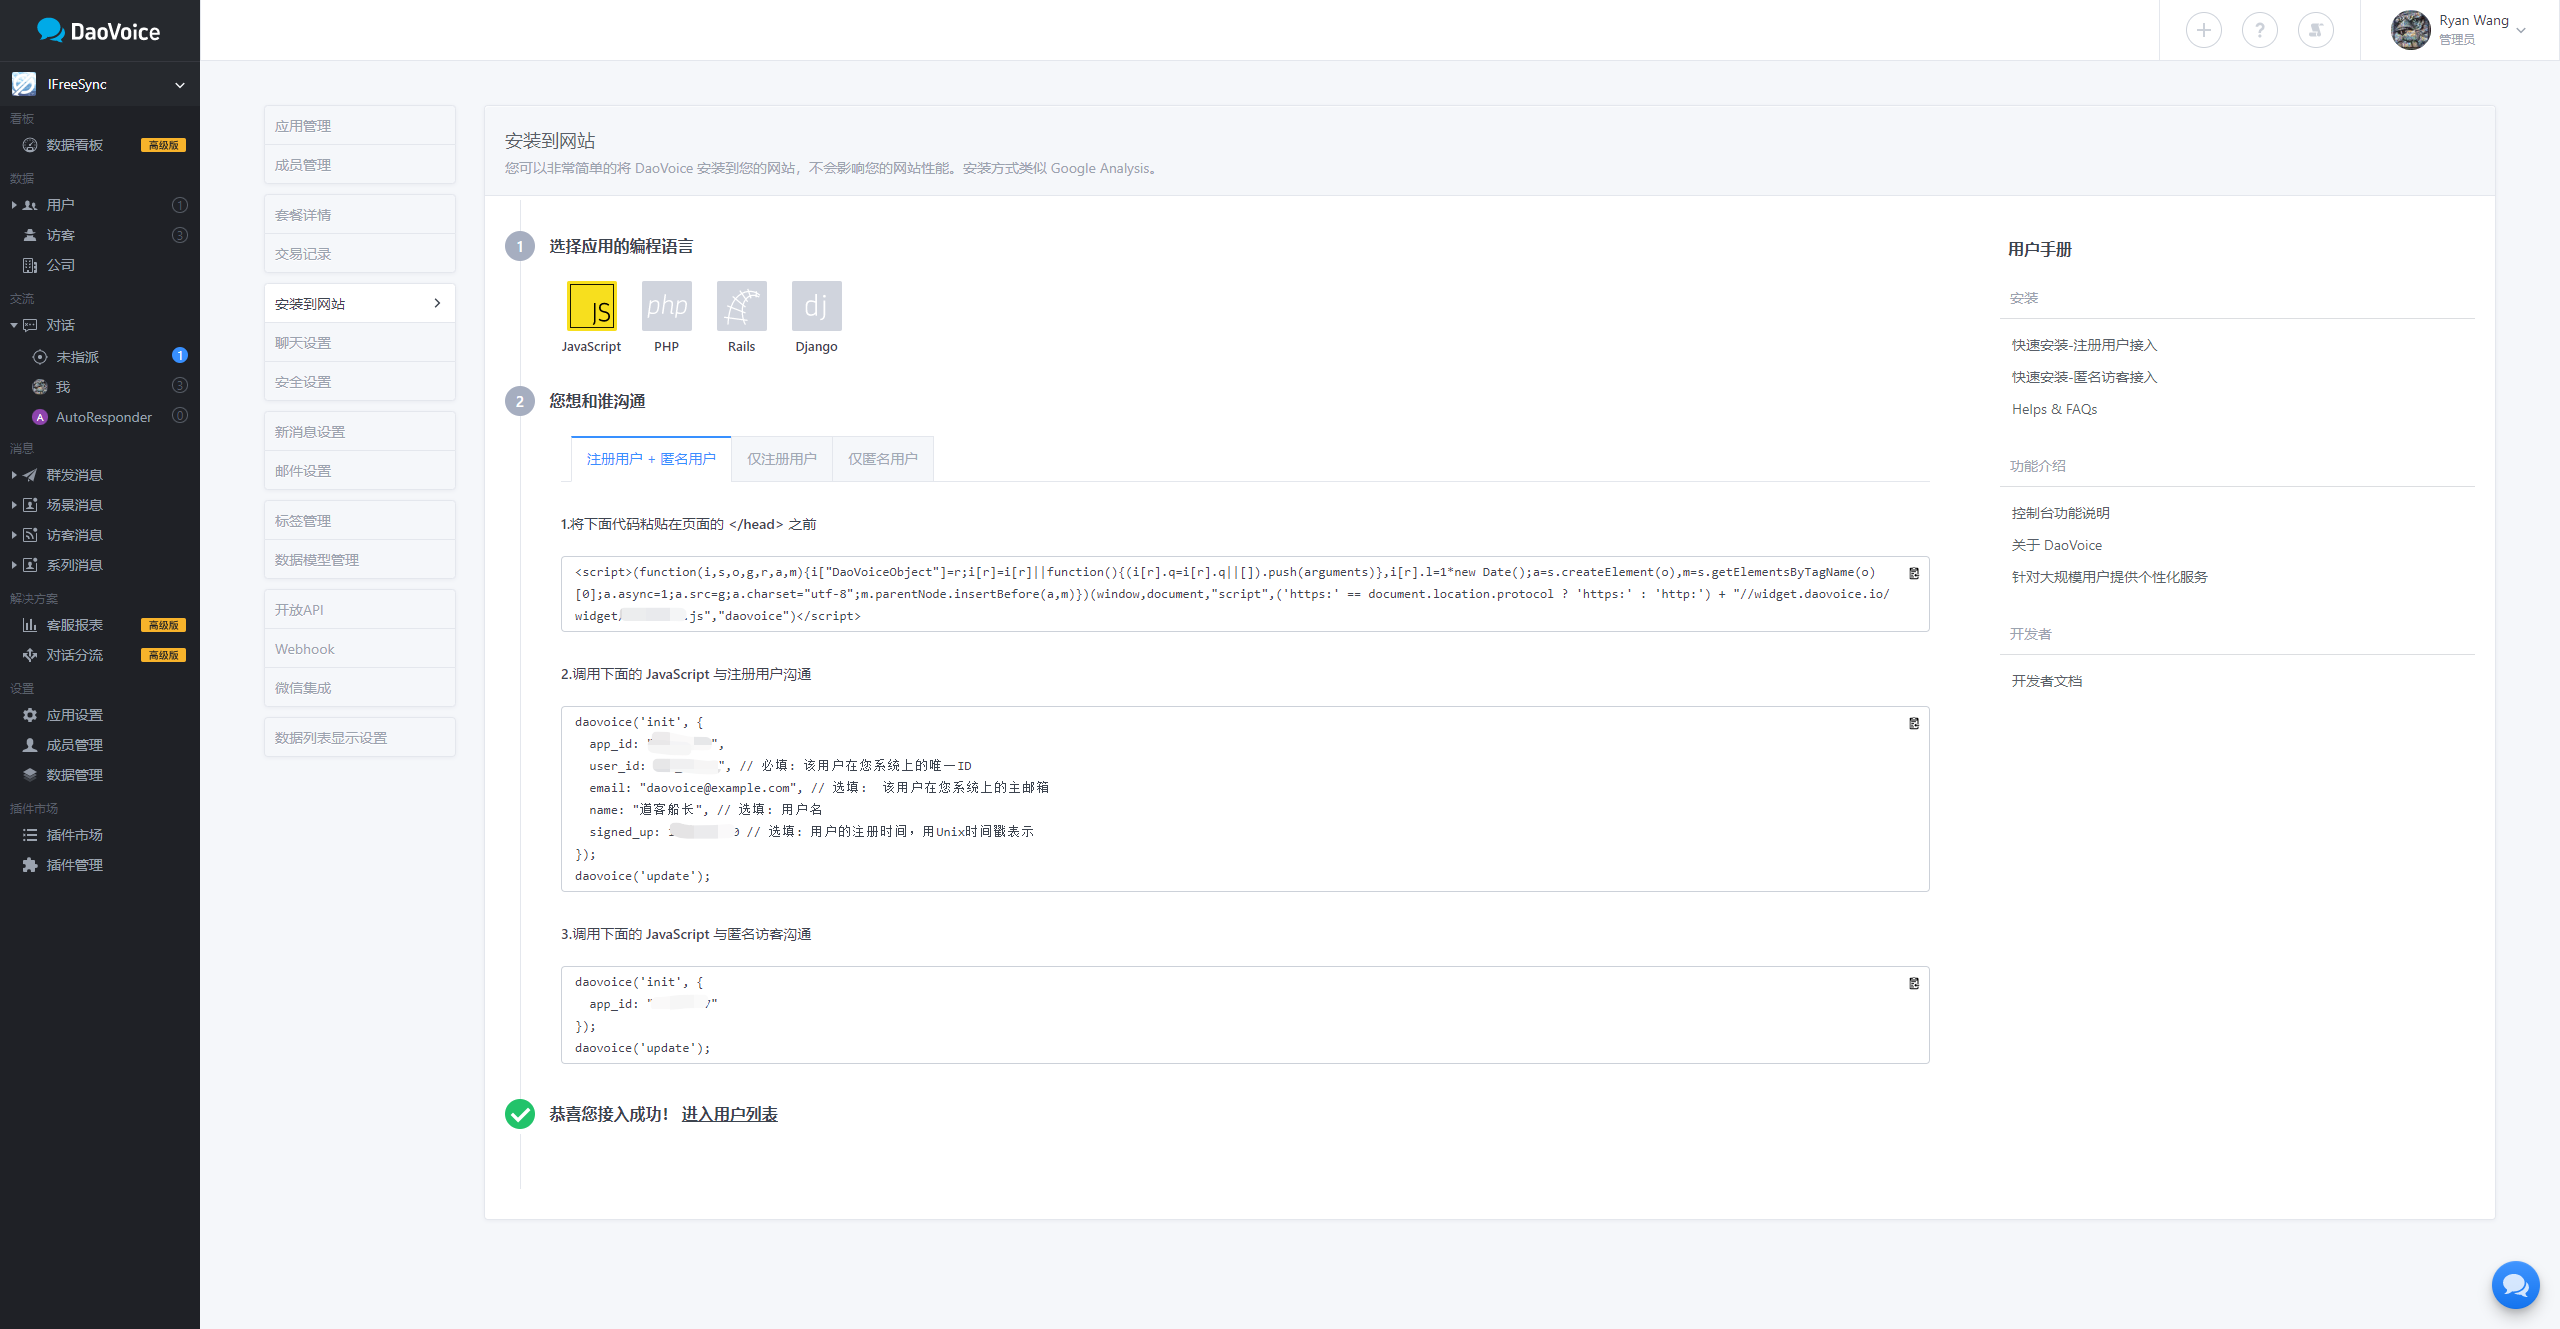 DaoVoice
IFreeSync
看板
数据看板 高级版
数据
用户 1
访客 3
公司
交流
对话
未指派 1
我 3
A AutoResponder 0
消息
群发消息
场景消息
访客消息
系列消息
解决方案
客服报表 高级版
对话分流 高级版
设置
应用设置
成员管理
数据管理
插件市场
插件市场
插件管理
Ryan Wang
管理员
应用管理
成员管理
套餐详情
交易记录
安装到网站
聊天设置
安全设置
新消息设置
邮件设置
标签管理
数据模型管理
开放API
Webhook
微信集成
数据列表显示设置
安装到网站
您可以非常简单的将 DaoVoice 安装到您的网站，不会影响您的网站性能。安装方式类似 Google Analysis。
1 选择应用的编程语言
JS php dj
JavaScript PHP Rails Django
2 您想和谁沟通
注册用户 + 匿名用户 仅注册用户 仅匿名用户
1.将下面代码粘贴在页面的 </head> 之前
<script>(function(i,s,o,g,r,a,m){i["DaoVoiceObject"]=r;i[r]=i[r]||function(){(i[r].q=i[r].q||[]).push(arguments)},i[r].l=1*new Date();a=s.createElement(o),m=s.getElementsByTagName(o)
[0];a.async=1;a.src=g;a.charset="utf-8";m.parentNode.insertBefore(a,m)})(window,document,"script",('https:' == document.location.protocol ? 'https:' : 'http:') + "//widget.daovoice.io/
widget/ .js","daovoice")</script>
2.调用下面的 JavaScript 与注册用户沟通
daovoice('init', {
app_id: " ",
user_id: ", // 必填: 该用户在您系统上的唯一ID
email: "daovoice@example.com", // 选填: 该用户在您系统上的主邮箱
name: "道客船长", // 选填: 用户名
signed_up: 0 // 选填: 用户的注册时间，用Unix时间戳表示
});
daovoice('update');
3.调用下面的 JavaScript 与匿名访客沟通
daovoice('init', {
app_id: " "
});
daovoice('update');
恭喜您接入成功！ 进入用户列表
用户手册
安装
快速安装-注册用户接入
快速安装-匿名访客接入
Helps & FAQs
功能介绍
控制台功能说明
关于 DaoVoice
针对大规模用户提供个性化服务
开发者
开发者文档